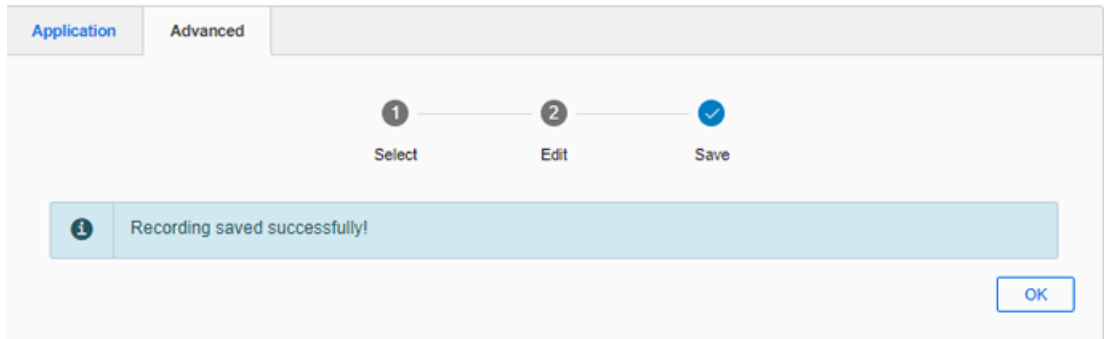 Application Advanced
1 2
Select Edit Save
Recording saved successfully!
OK